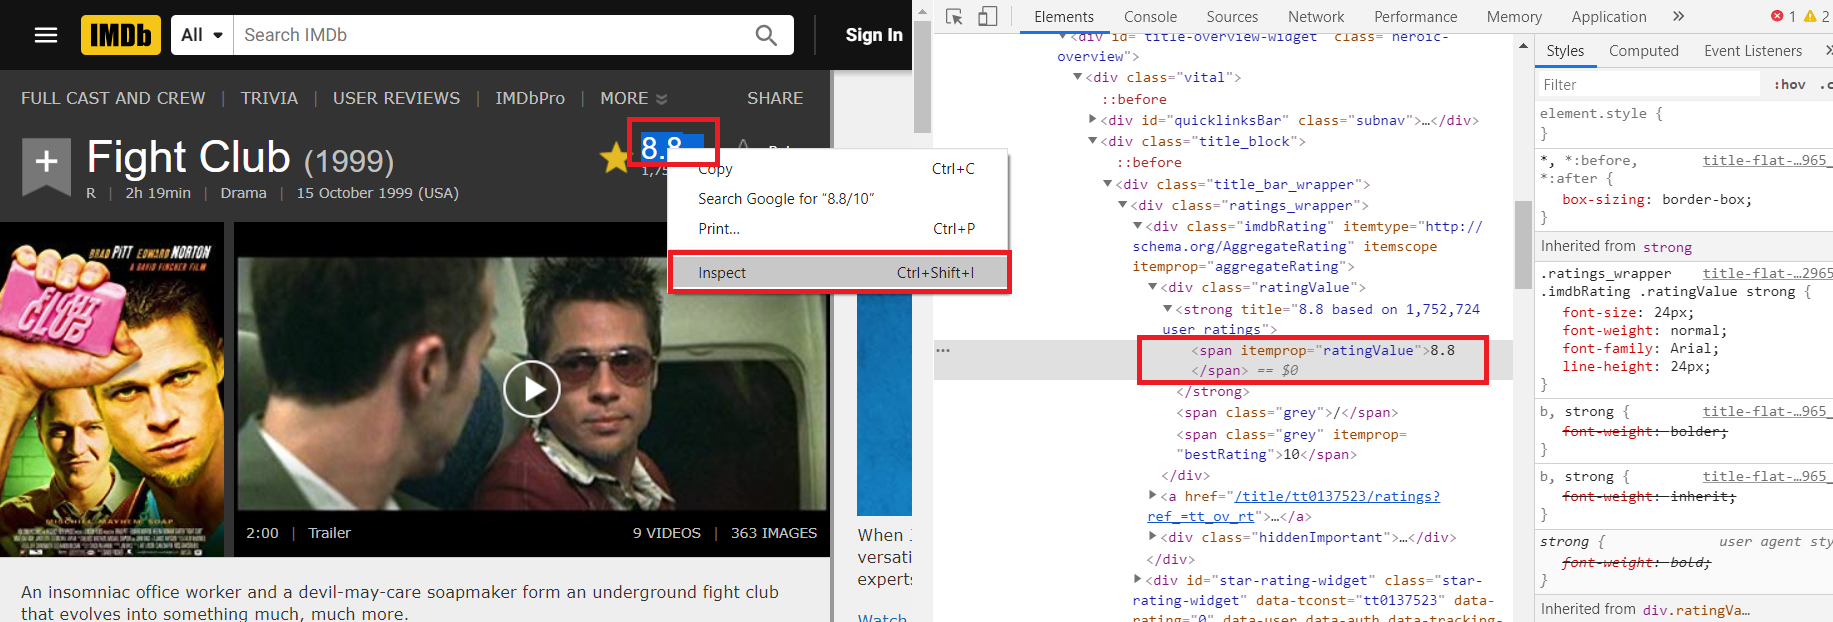 IMDb
All
Search IMDb
Sign In
FULL CAST AND CREW | TRIVIA | USER REVIEWS | IMDbPro | MORE
SHARE
Fight Club (1999)
R | 2h 19min | Drama | 15 October 1999 (USA)
8.8
1,75
Copy Ctrl+C
Search Google for “8.8/10”
Print... Ctrl+P
Inspect Ctrl+Shift+I
BRAD PITT EDWARD NORTON
A DAVID FINCHER FILM
FIGHT
CLUB
MISCHIEF. MAYHEM. SOAP.
2:00 | Trailer
9 VIDEOS | 363 IMAGES
An insomniac office worker and a devil-may-care soapmaker form an underground fight club
that evolves into something much, much more.
When
versati
experts
Watch
Elements Console Sources Network Performance Memory Application » 1 2
<div id="title-overview-widget" class="heroic-
overview">
<div class="vital">
::before
<div id="quicklinksBar" class="subnav">…</div>
<div class="title_block">
::before
<div class="title_bar_wrapper">
<div class="ratings_wrapper">
<div class="imdbRating" itemtype="http://
schema.org/AggregateRating" itemscope
itemprop="aggregateRating">
<div class="ratingValue">
<strong title="8.8 based on 1,752,724
user ratings">
<span itemprop="ratingValue">8.8
</span> == $0
</strong>
<span class="grey">/</span>
<span class="grey" itemprop=
"bestRating">10</span>
</div>
<a href="/title/tt0137523/ratings?
ref_=tt_ov_rt">…</a>
<div class="hiddenImportant">…</div>
</div>
<div id="star-rating-widget" class="star-
rating-widget" data-tconst="tt0137523" data-
rating="0" data-user data-auth data-tracking-
Styles Computed Event Listeners »
Filter :hov .c
element.style {
}
*, *:before, title-flat-…965_
*:after {
box-sizing: border-box;
}
Inherited from strong
.ratings_wrapper title-flat-…2965
.imdbRating .ratingValue strong {
font-size: 24px;
font-weight: normal;
font-family: Arial;
line-height: 24px;
}
b, strong { title-flat-…965_
font-weight: bolder;
}
b, strong { title-flat-…965_
font-weight: inherit;
}
strong { user agent sty
font-weight: bold;
}
Inherited from div.ratingVa…